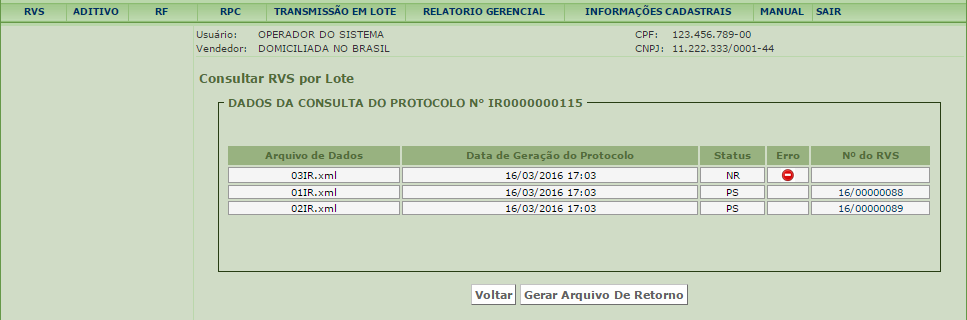 RVS ADITIVO RF RPC TRANSMISSÃO EM LOTE RELATORIO GERENCIAL INFORMAÇÕES CADASTRAIS MANUAL SAIR
Usuário: OPERADOR DO SISTEMA CPF: 123.456.789-00
Vendedor: DOMICILIADA NO BRASIL CNPJ: 11.222.333/0001-44
Consultar RVS por Lote
DADOS DA CONSULTA DO PROTOCOLO N° IR0000000115
Arquivo de Dados Data de Geração do Protocolo Status Erro Nº do RVS
03IR.xml 16/03/2016 17:03 NR
01IR.xml 16/03/2016 17:03 PS 16/00000088
02IR.xml 16/03/2016 17:03 PS 16/00000089
Voltar Gerar Arquivo De Retorno